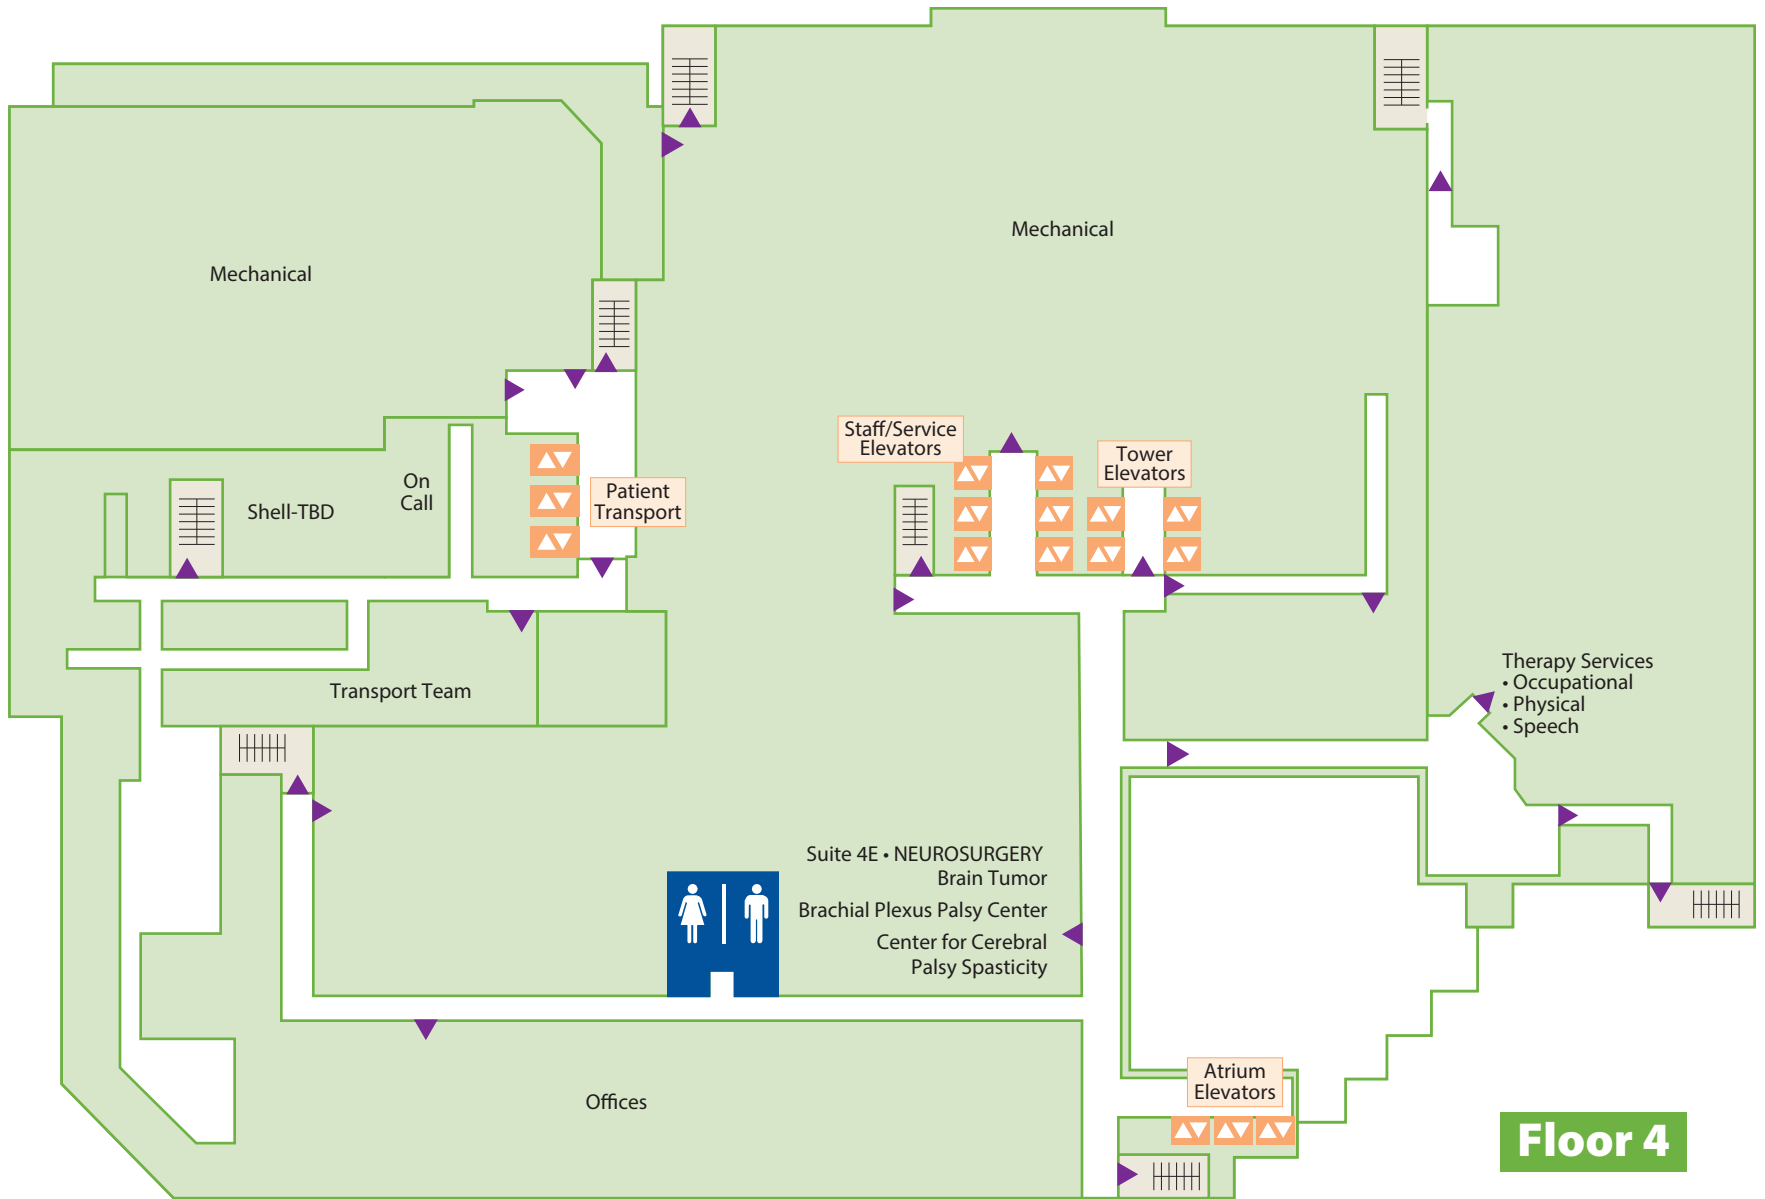 Mechanical
Mechanical
Staff/Service
Elevators
Tower
Elevators
On
Call
Patient
Transport
Shell-TBD
Therapy Services
• Occupational
• Physical
• Speech
Transport Team
Suite 4E • NEUROSURGERY
Brain Tumor
Brachial Plexus Palsy Center
Center for Cerebral
Palsy Spasticity
Atrium
Elevators
Offices
Floor 4